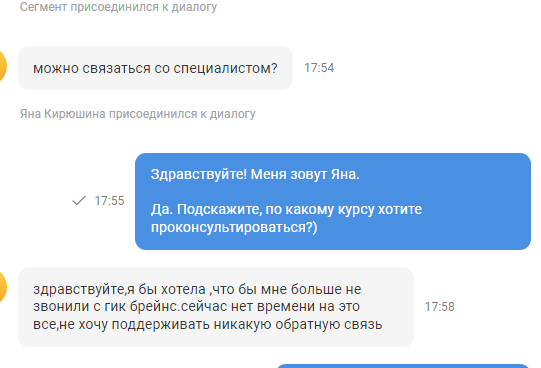 Сегмент присоединился к диалогу
можно связаться со специалистом?
17:54
Яна Кирюшина присоединился к диалогу
Здравствуйте! Меня зовут Яна.
17:55
Да. Подскажите, по какому курсу хотите
проконсультироваться?)
здравствуйте,я бы хотела ,что бы мне больше не
звонили с гик брейнс.сейчас нет времени на это
17:58
все,не хочу поддерживать никакую обратную связь